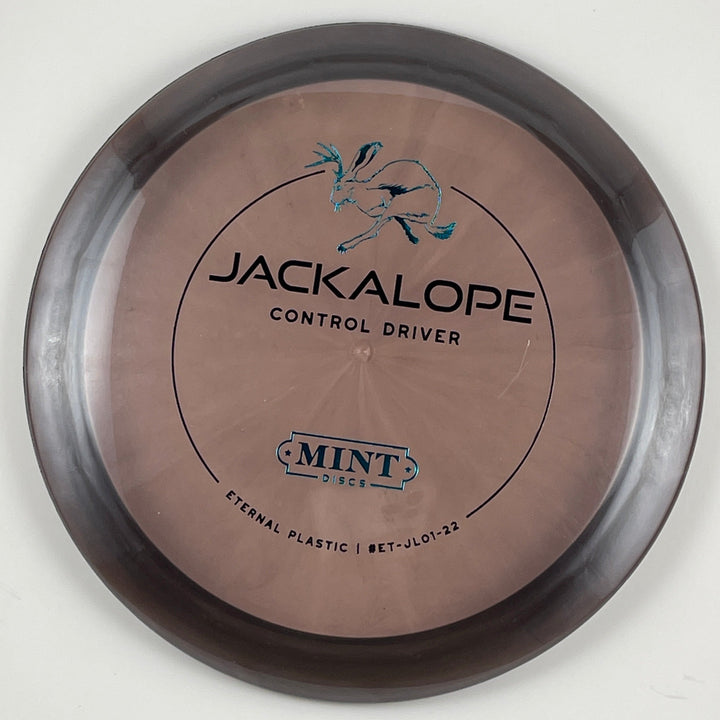 JACKALOPE
CONTROL DRIVER
MINT
DISCS
ETERNAL PLASTIC | #ET-JL01-22